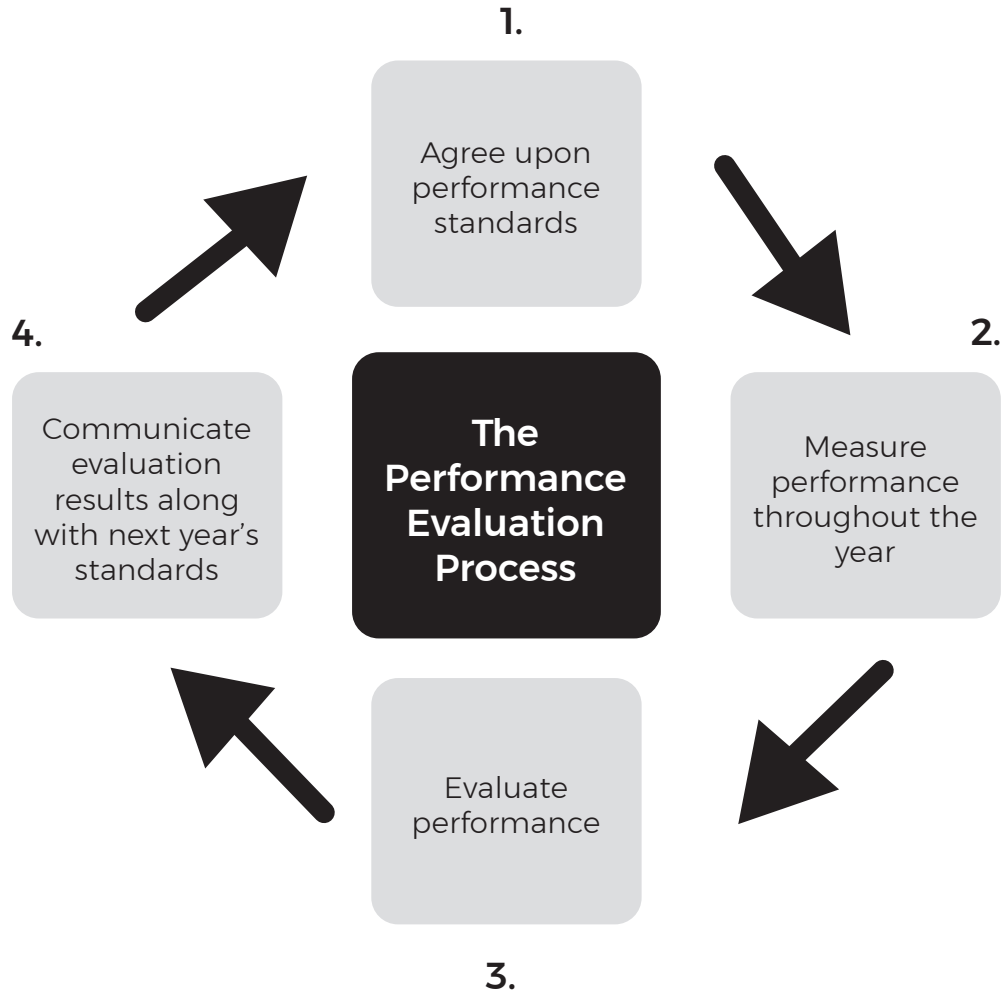 1.
Agree upon
performance
standards
2.
Measure
performance
throughout the
year
3.
Evaluate
performance
4.
Communicate
evaluation
results along
with next year’s
standards
The
Performance
Evaluation
Process